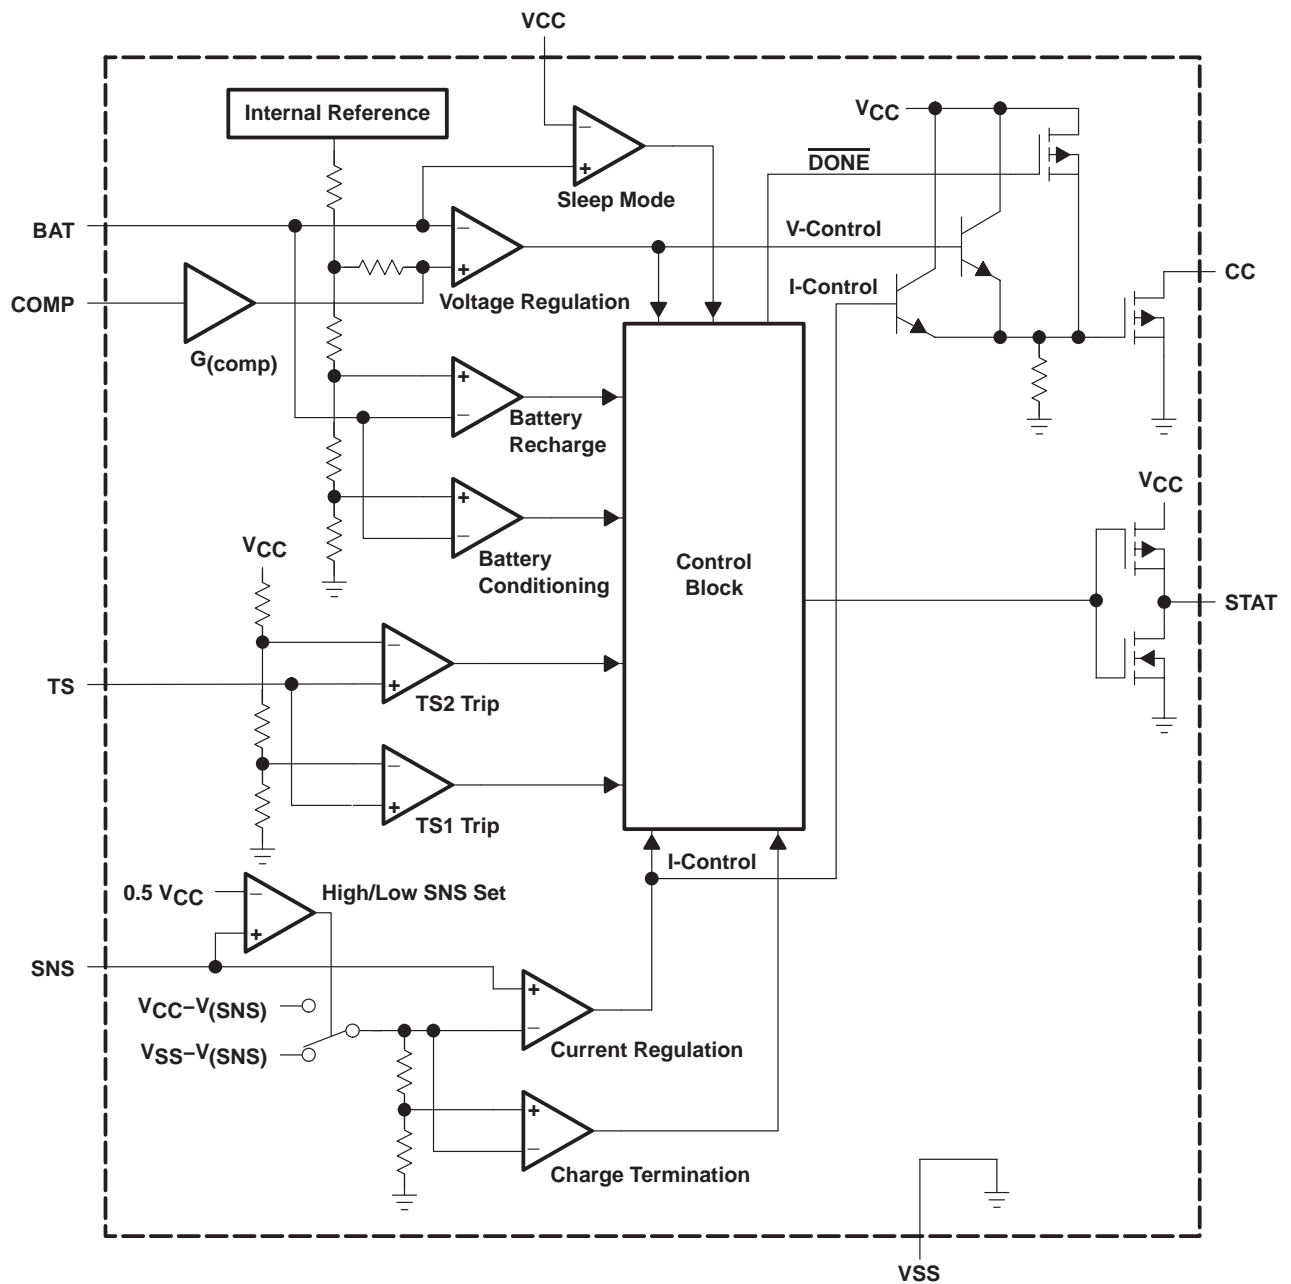 VCC
Internal Reference
VCC
DONE
−
+
Sleep Mode
BAT
−
+
V-Control
I-Control
CC
COMP
Voltage Regulation
G(comp)
+
−
Battery
Recharge
VCC
+
−
Battery
Conditioning
VCC
Control
Block
STAT
−
+
TS
TS2 Trip
−
+
TS1 Trip
I-Control
0.5 VCC
−
+
High/Low SNS Set
SNS
+
−
VCC−V(SNS)
VSS−V(SNS)
Current Regulation
+
−
Charge Termination
VSS